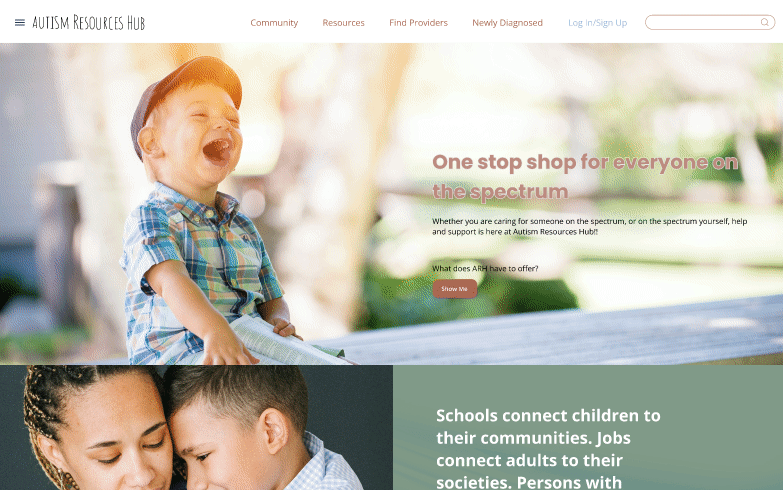 AUTISM RESOURCES HUB
Community Resources Find Providers Newly Diagnosed Log In/Sign Up
One stop shop for everyone on
the spectrum
Whether you are caring for someone on the spectrum, or on the spectrum yourself, help
and support is here at Autism Resources Hub!!
What does ARH have to offer?
Show Me
Schools connect children to
their communities. Jobs
connect adults to their
societies. Persons with